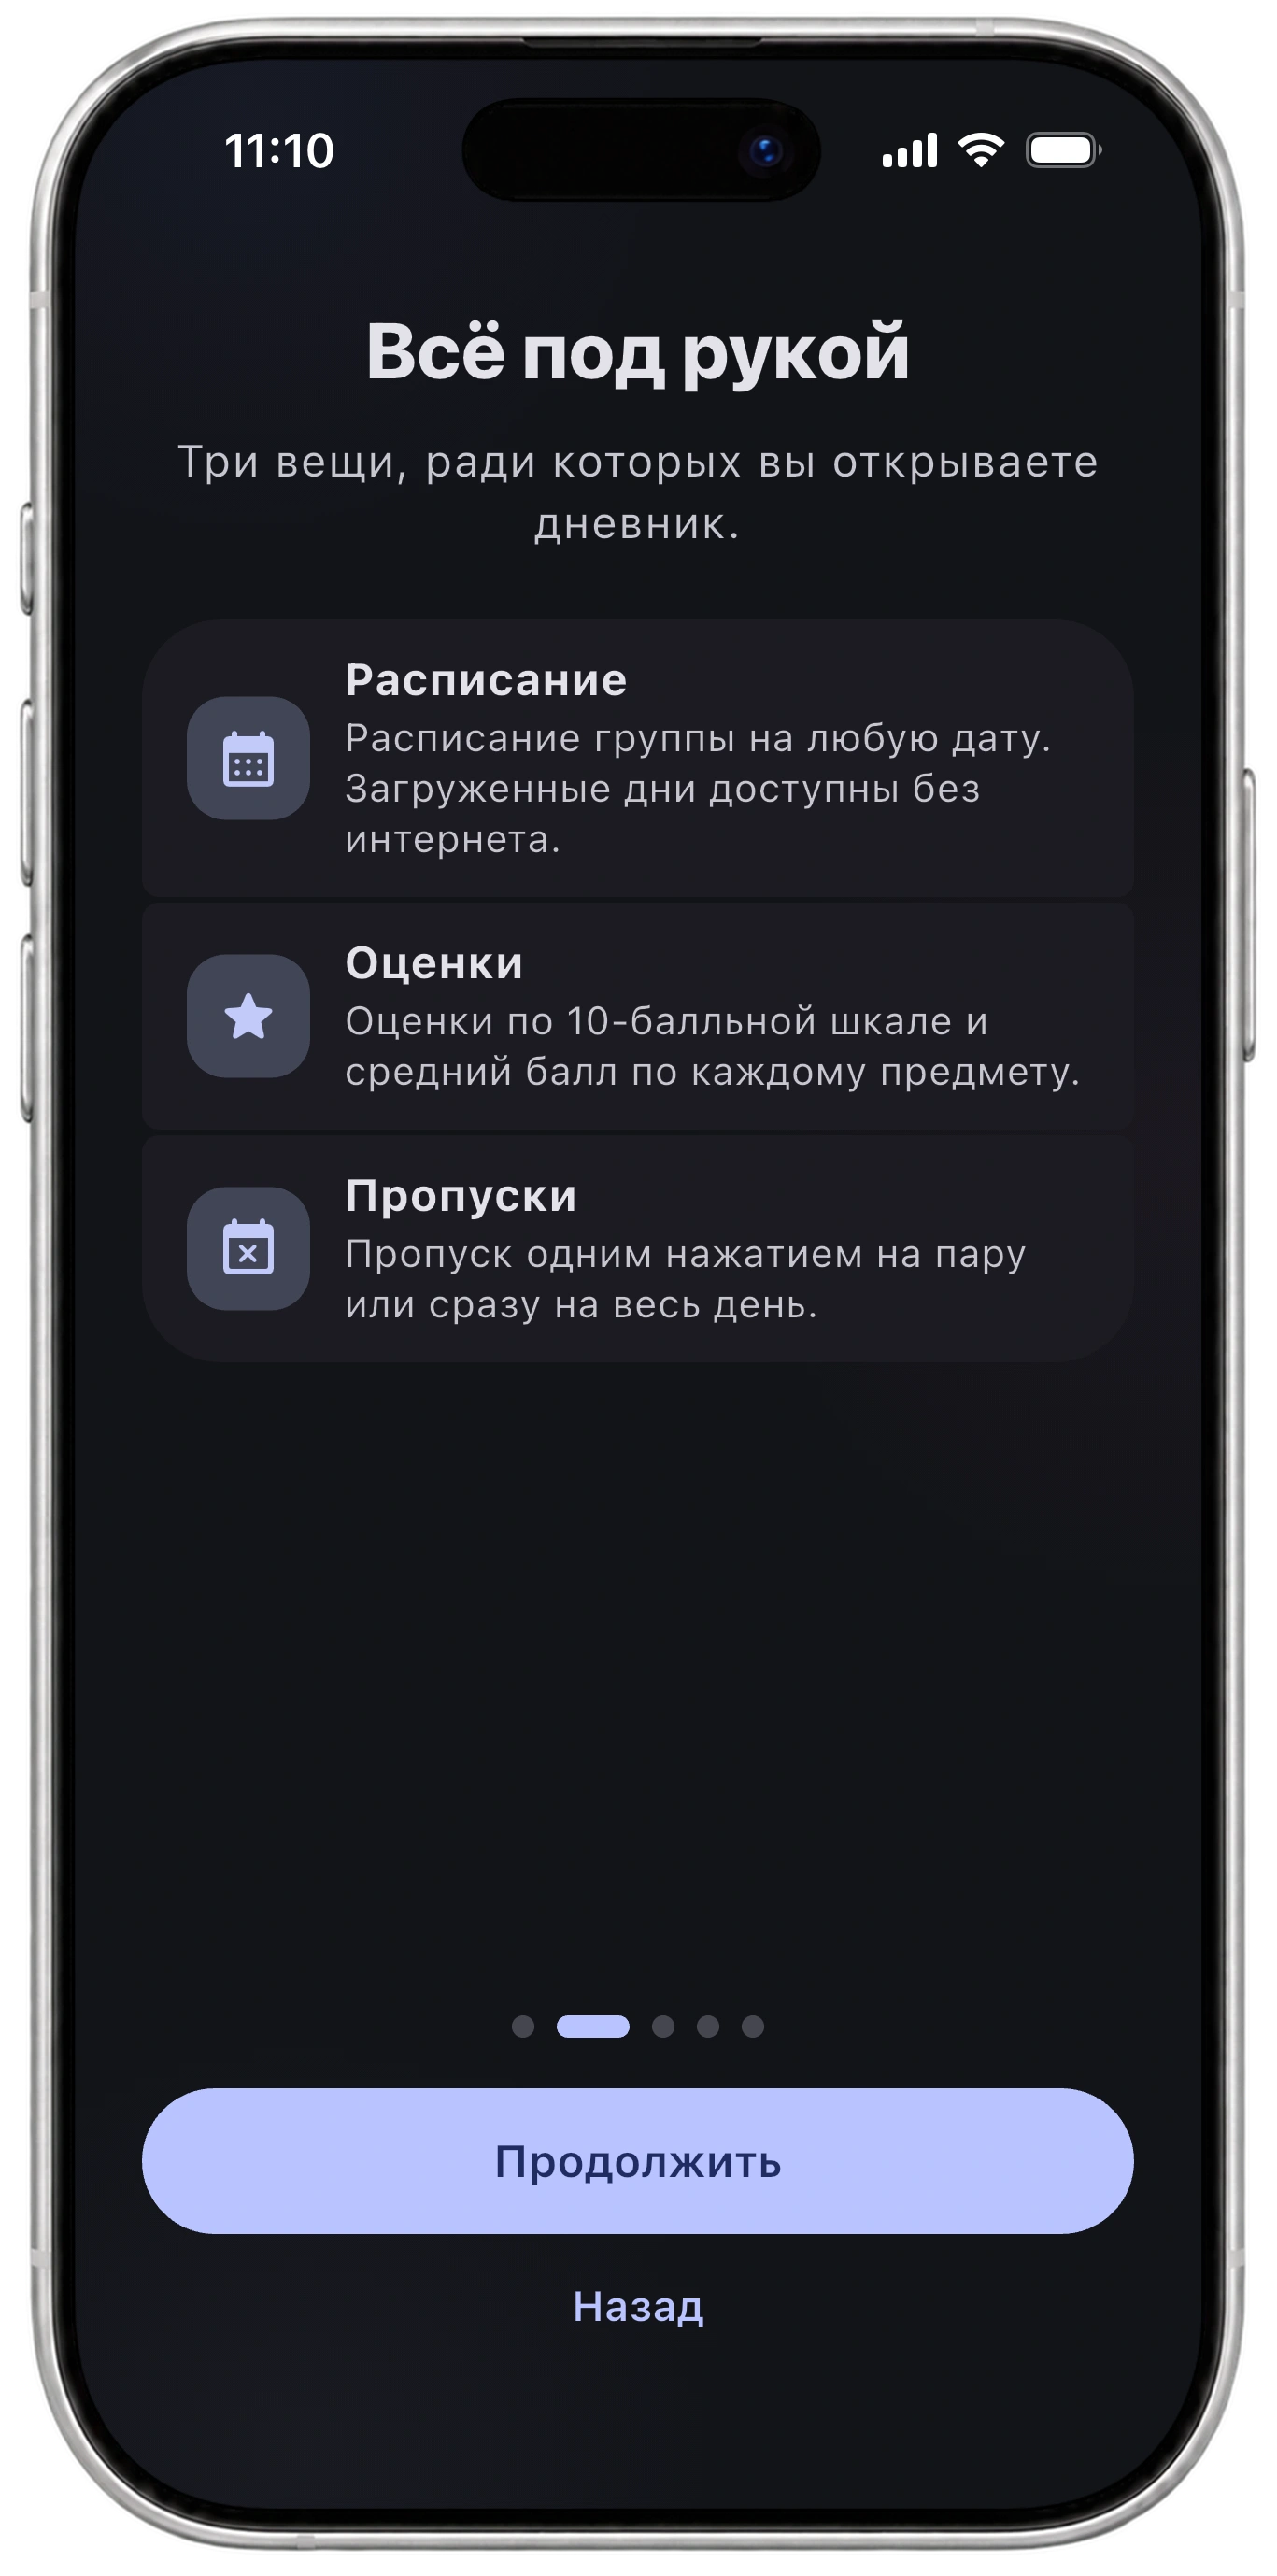 11:10
Всё под рукой
Три вещи, ради которых вы открываете
дневник.
Расписание
Расписание группы на любую дату.
Загруженные дни доступны без
интернета.
Оценки
Оценки по 10-балльной шкале и
средний балл по каждому предмету.
Пропуски
Пропуск одним нажатием на пару
или сразу на весь день.
Продолжить
Назад